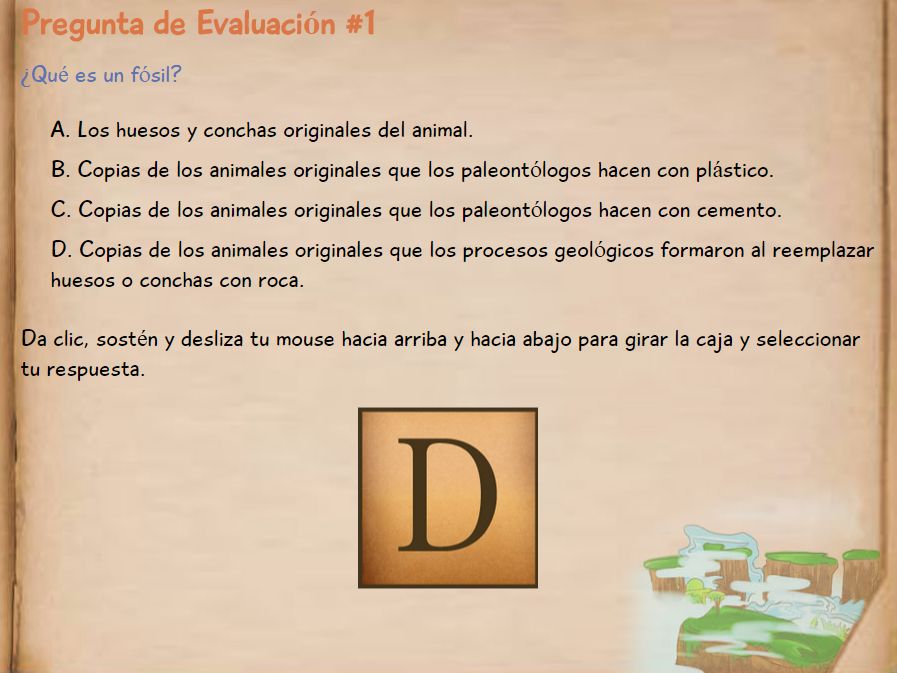 Pregunta de Evaluación #1
¿Qué es un fósil?
A. Los huesos y conchas originales del animal.
B. Copias de los animales originales que los paleontólogos hacen con plástico.
C. Copias de los animales originales que los paleontólogos hacen con cemento.
D. Copias de los animales originales que los procesos geológicos formaron al reemplazar
huesos o conchas con roca.
Da clic, sostén y desliza tu mouse hacia arriba y hacia abajo para girar la caja y seleccionar
tu respuesta.
D